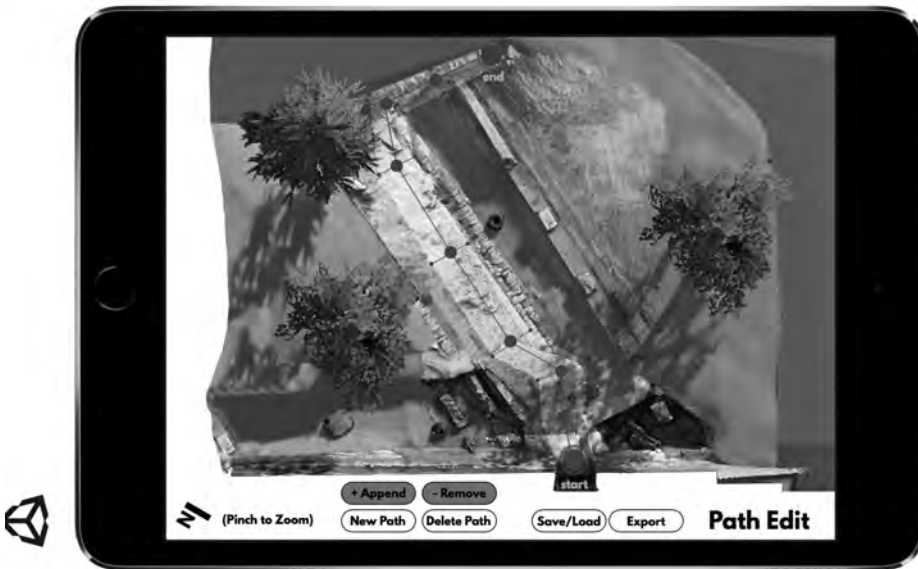 end
start
+ Append - Remove
(Pinch to Zoom) New Path Delete Path Save/Load Export Path Edit